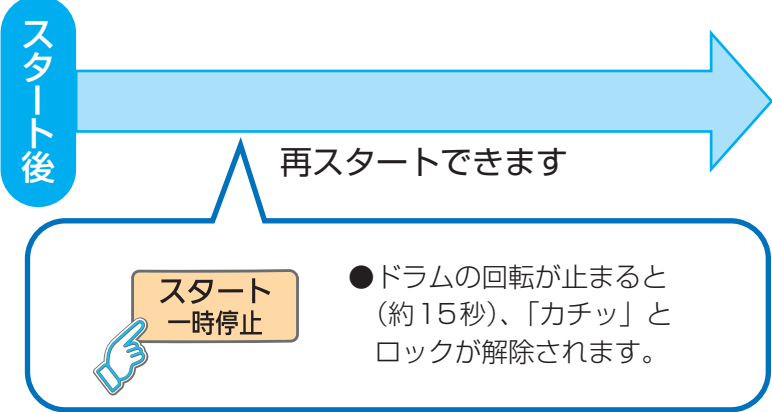 スタート後
再スタートできます
スタート
一時停止
●ドラムの回転が止まると
（約15秒）、「カチッ」と
ロックが解除されます。